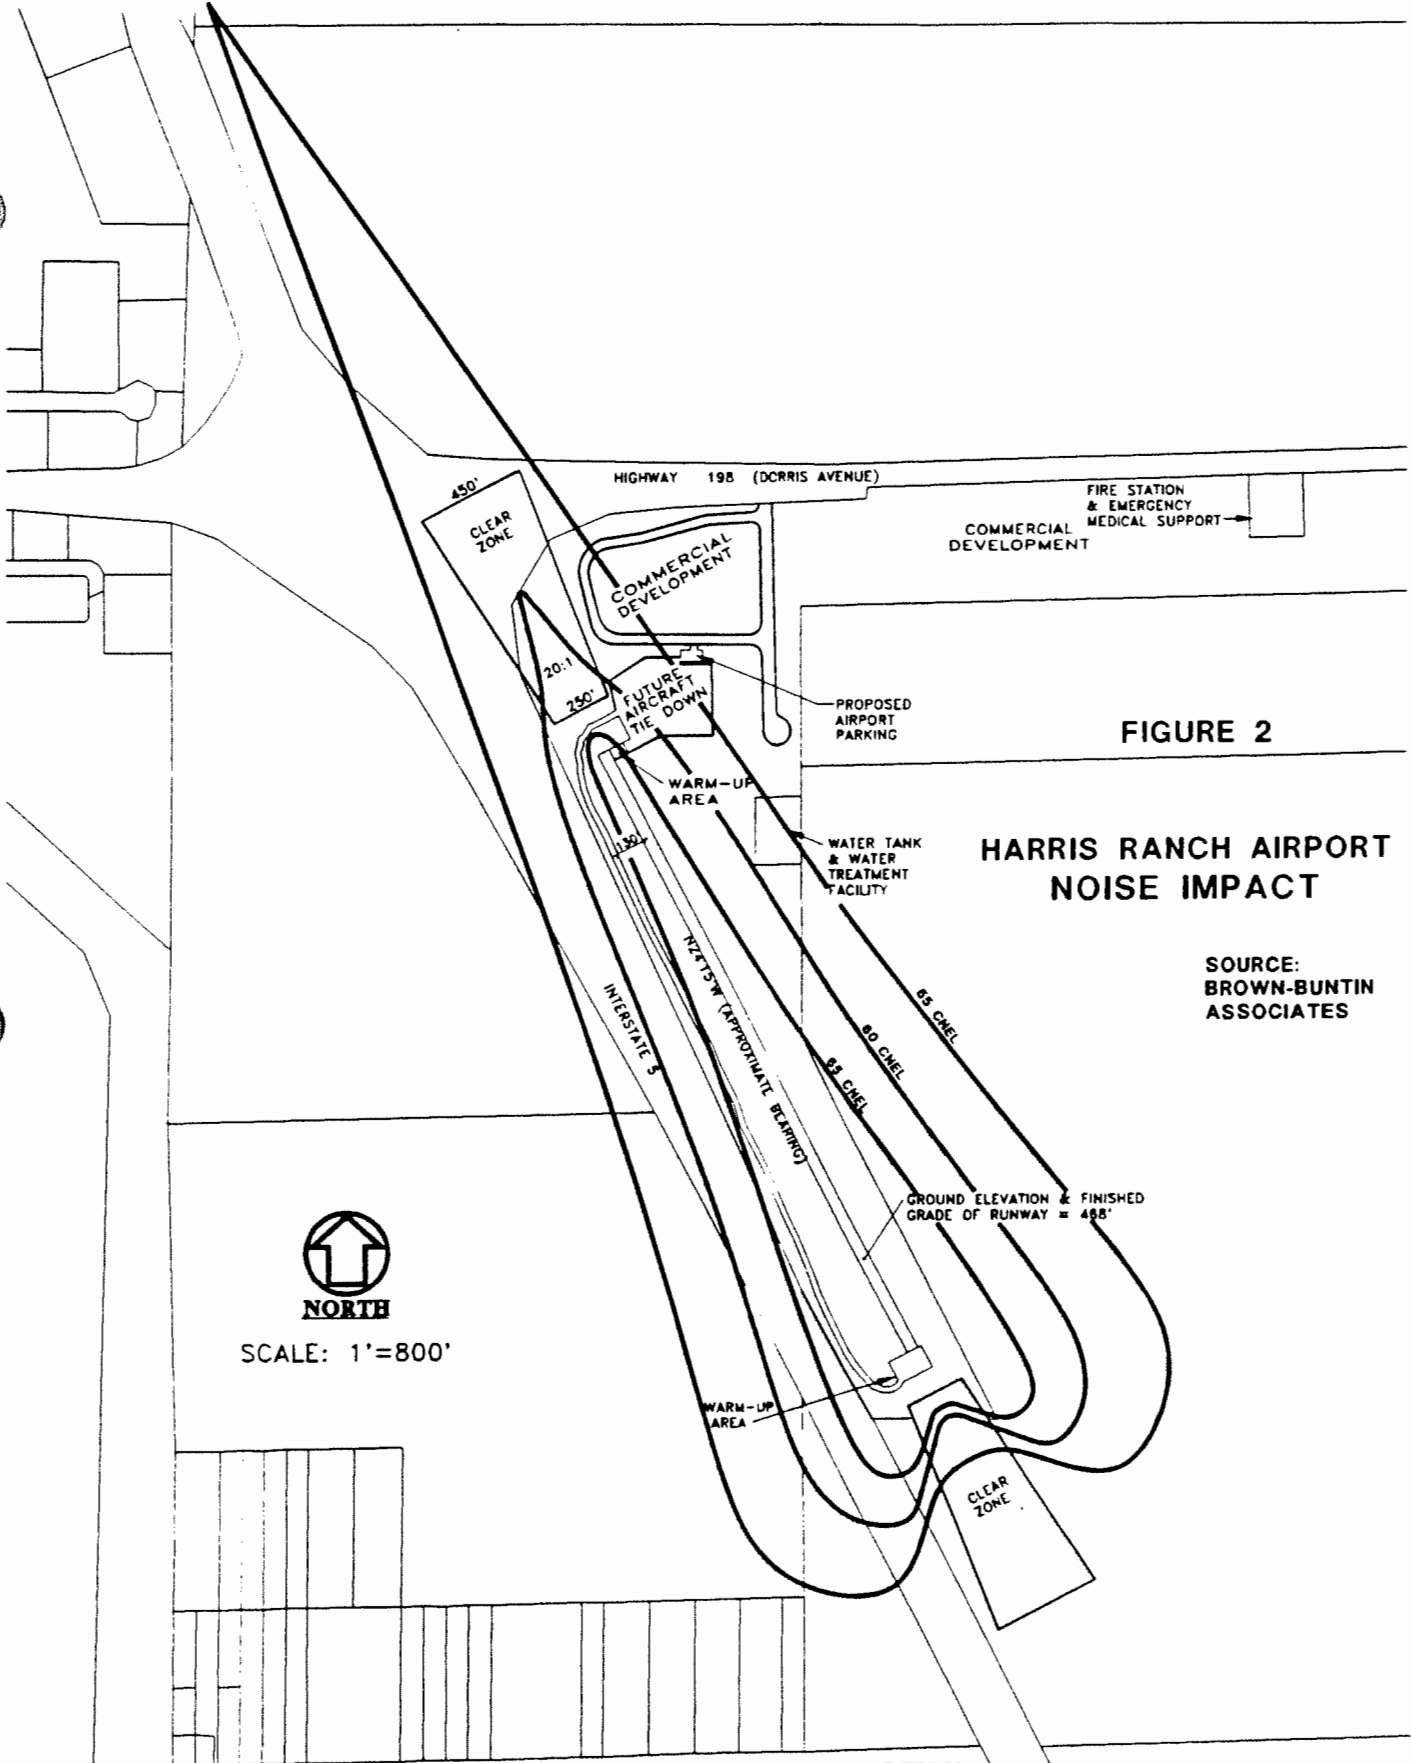 450'
CLEAR
ZONE
HIGHWAY 198 (DORRIS AVENUE)
FIRE STATION
& EMERGENCY
MEDICAL SUPPORT
COMMERCIAL
DEVELOPMENT
COMMERCIAL
DEVELOPMENT
20:1
250'
FUTURE
AIRCRAFT
TIE DOWN
PROPOSED
AIRPORT
PARKING
FIGURE 2
WARM-UP
AREA
130'
WATER TANK
& WATER
TREATMENT
FACILITY
HARRIS RANCH AIRPORT
NOISE IMPACT
SOURCE:
BROWN-BUNTIN
ASSOCIATES
INTERSTATE 5
N24°15'W (APPROXIMATE BEARING)
55 CNEL
60 CNEL
65 CNEL
GROUND ELEVATION & FINISHED
GRADE OF RUNWAY = 468'
NORTH
SCALE: 1'=800'
WARM-UP
AREA
CLEAR
ZONE